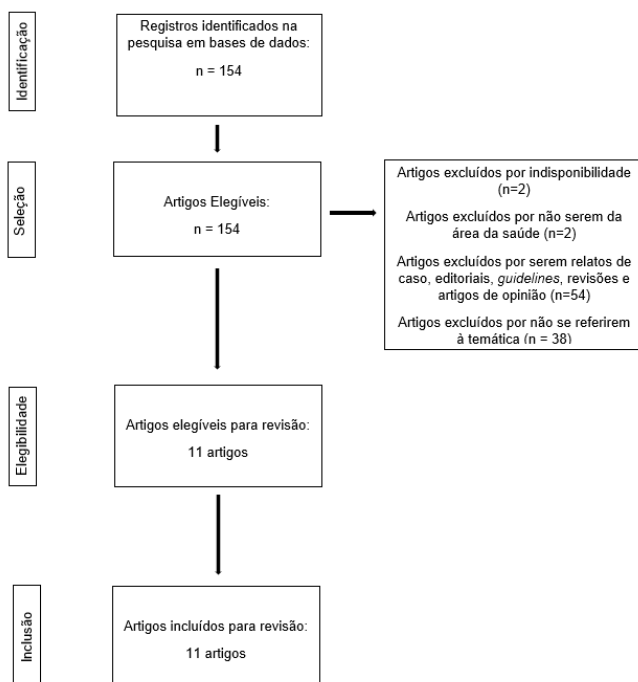 Identificação
Registros identificados na
pesquisa em bases de dados:
n = 154
Seleção
Artigos Elegíveis:
n = 154
Artigos excluídos por indisponibilidade
(n=2)
Artigos excluídos por não serem da
área da saúde (n=2)
Artigos excluídos por serem relatos de
caso, editoriais, guidelines, revisões e
artigos de opinião (n=54)
Artigos excluídos por não se referirem
à temática (n = 38)
Elegibilidade
Artigos elegíveis para revisão:
11 artigos
Inclusão
Artigos incluídos para revisão:
11 artigos